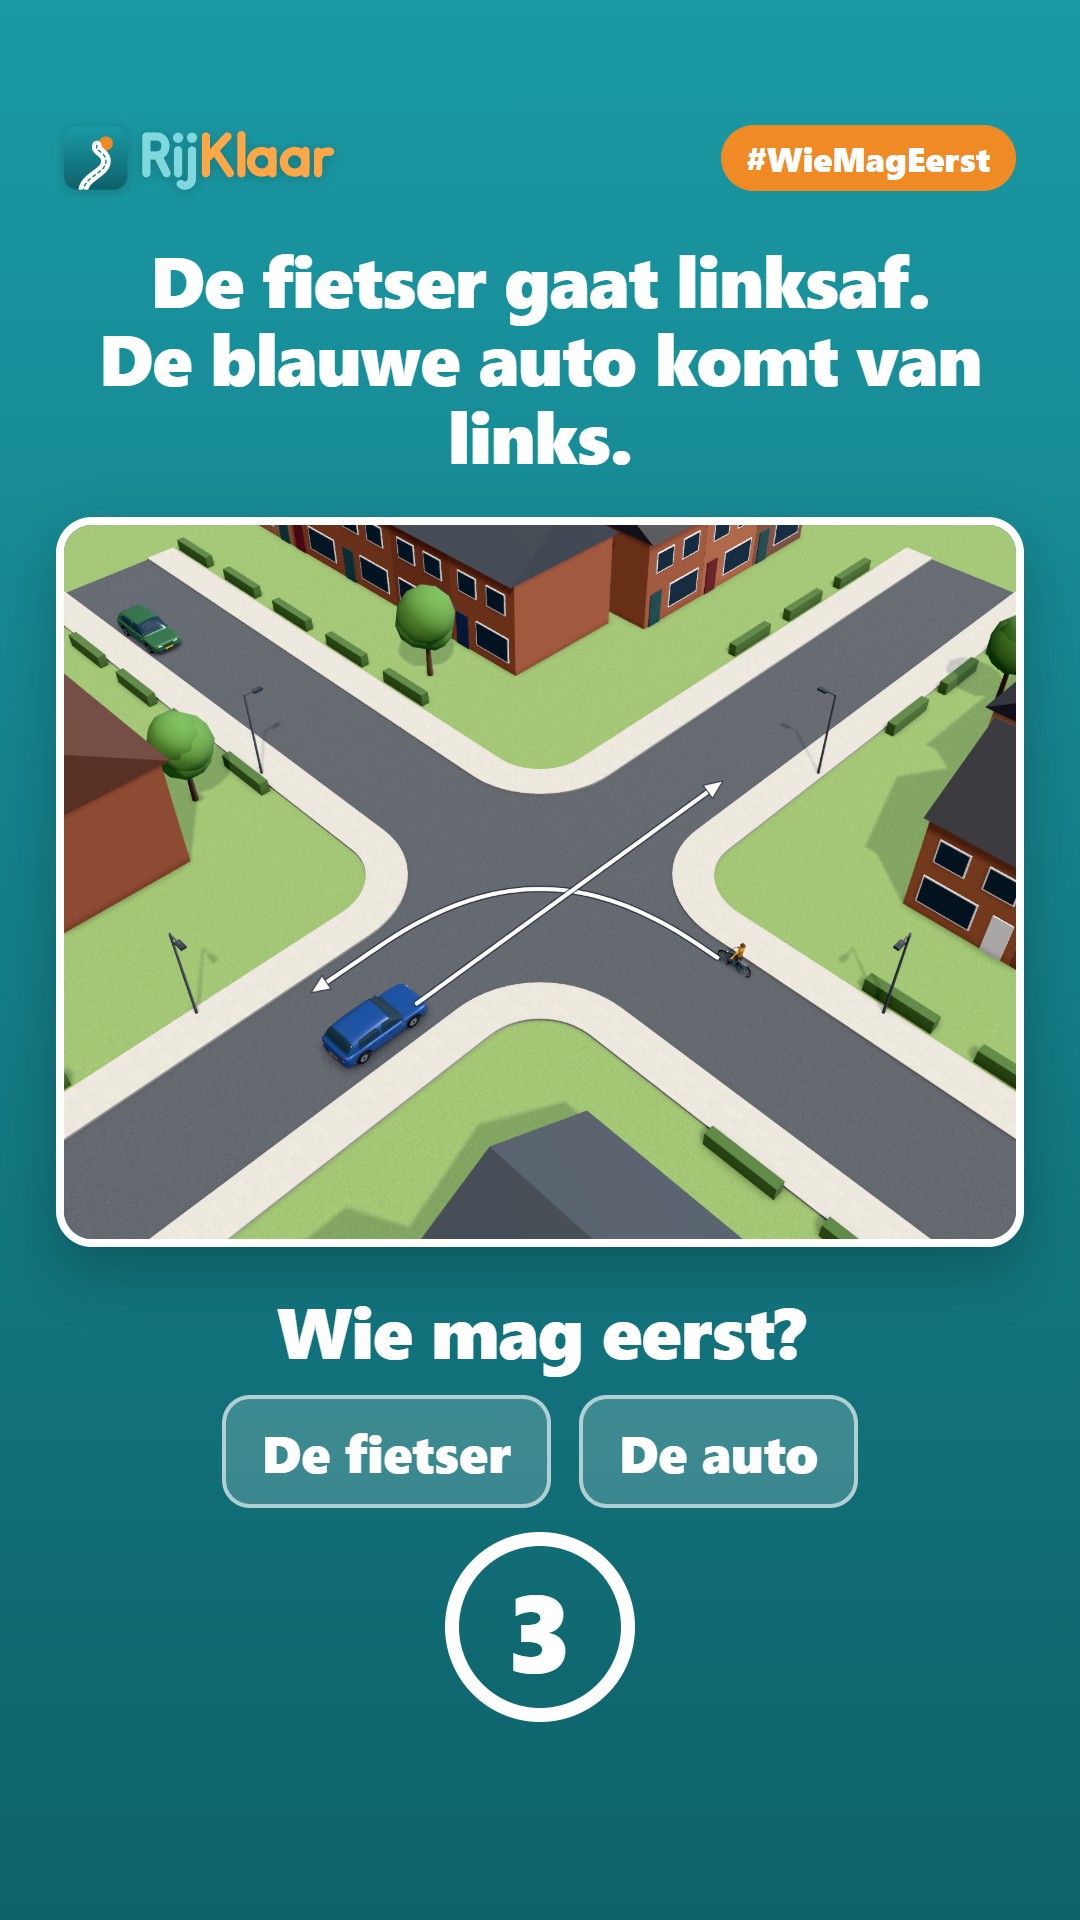 RijKlaar
#WieMagEerst
De fietser gaat linksaf.
De blauwe auto komt van
links.
Wie mag eerst?
De fietser
De auto
3